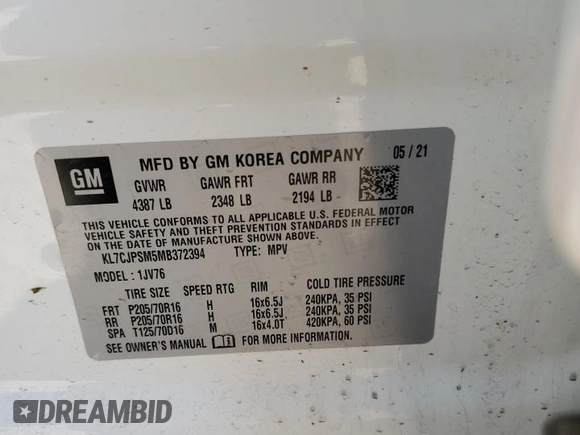 GM
MFD BY GM KOREA COMPANY 05 / 21
GVWR GAWR FRT GAWR RR
4387 LB 2348 LB 2194 LB
THIS VEHICLE CONFORMS TO ALL APPLICABLE U.S. FEDERAL MOTOR
VEHICLE THEFT PREVENTION STANDARDS IN EFFECT
ON THE DATE OF MANUFACTURE SHOWN ABOVE.
KL7CJPSM5MB372394 TYPE: MPV
MODEL: 1JV76
TIRE SIZE SPEED RTG RIM COLD TIRE PRESSURE
FRT P205/70R16 H 16x6.5J 240KPA, 35 PSI
RR P205/70R16 H 16x6.5J 240KPA, 35 PSI
SPA T125/70D16 M 16x4.0T 420KPA, 60 PSI
SEE OWNER'S MANUAL FOR MORE INFORMATION.
DREAMBID